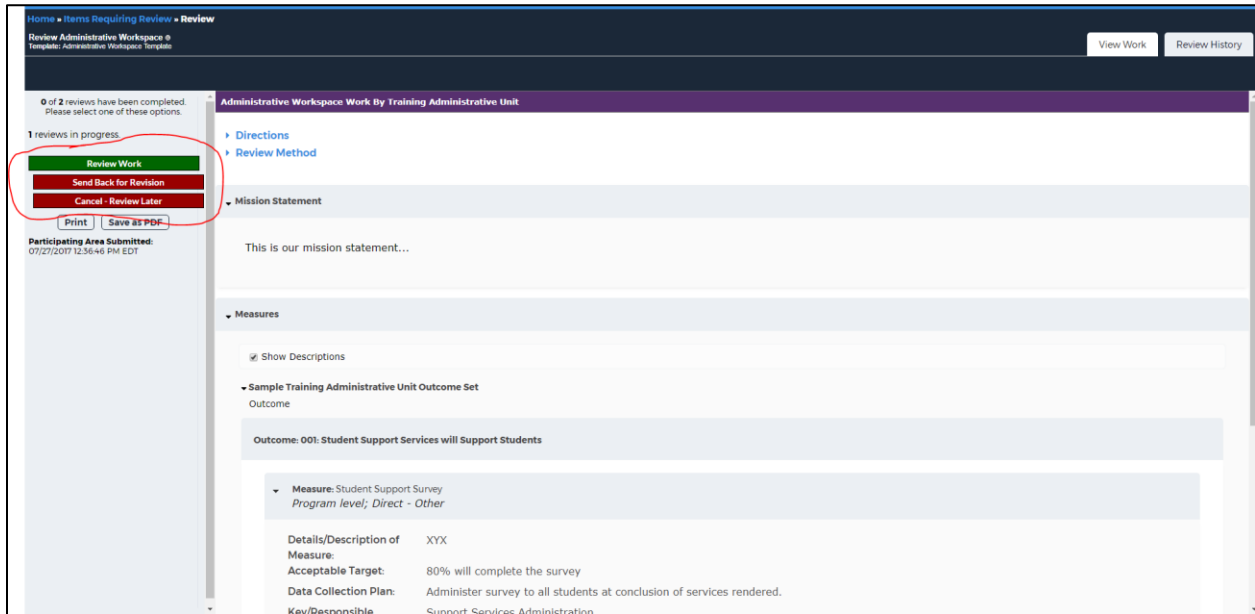 Home » Items Requiring Review » Review
Review Administrative Workspace
Template: Administrative Workspace Template
View Work
Review History
0 of 2 reviews have been completed.
Please select one of these options.
1 reviews in progress.
Review Work
Send Back for Revision
Cancel - Review Later
Print
Save as PDF
Participating Area Submitted:
07/27/2017 12:36:46 PM EDT
Administrative Workspace Work By Training Administrative Unit
Directions
Review Method
Mission Statement
This is our mission statement...
Measures
Show Descriptions
Sample Training Administrative Unit Outcome Set
Outcome
Outcome: 001: Student Support Services will Support Students
Measure: Student Support Survey
Program level; Direct - Other
Details/Description of Measure: XYX
Acceptable Target: 80% will complete the survey
Data Collection Plan: Administer survey to all students at conclusion of services rendered.
Key/Responsible Support Services Administration